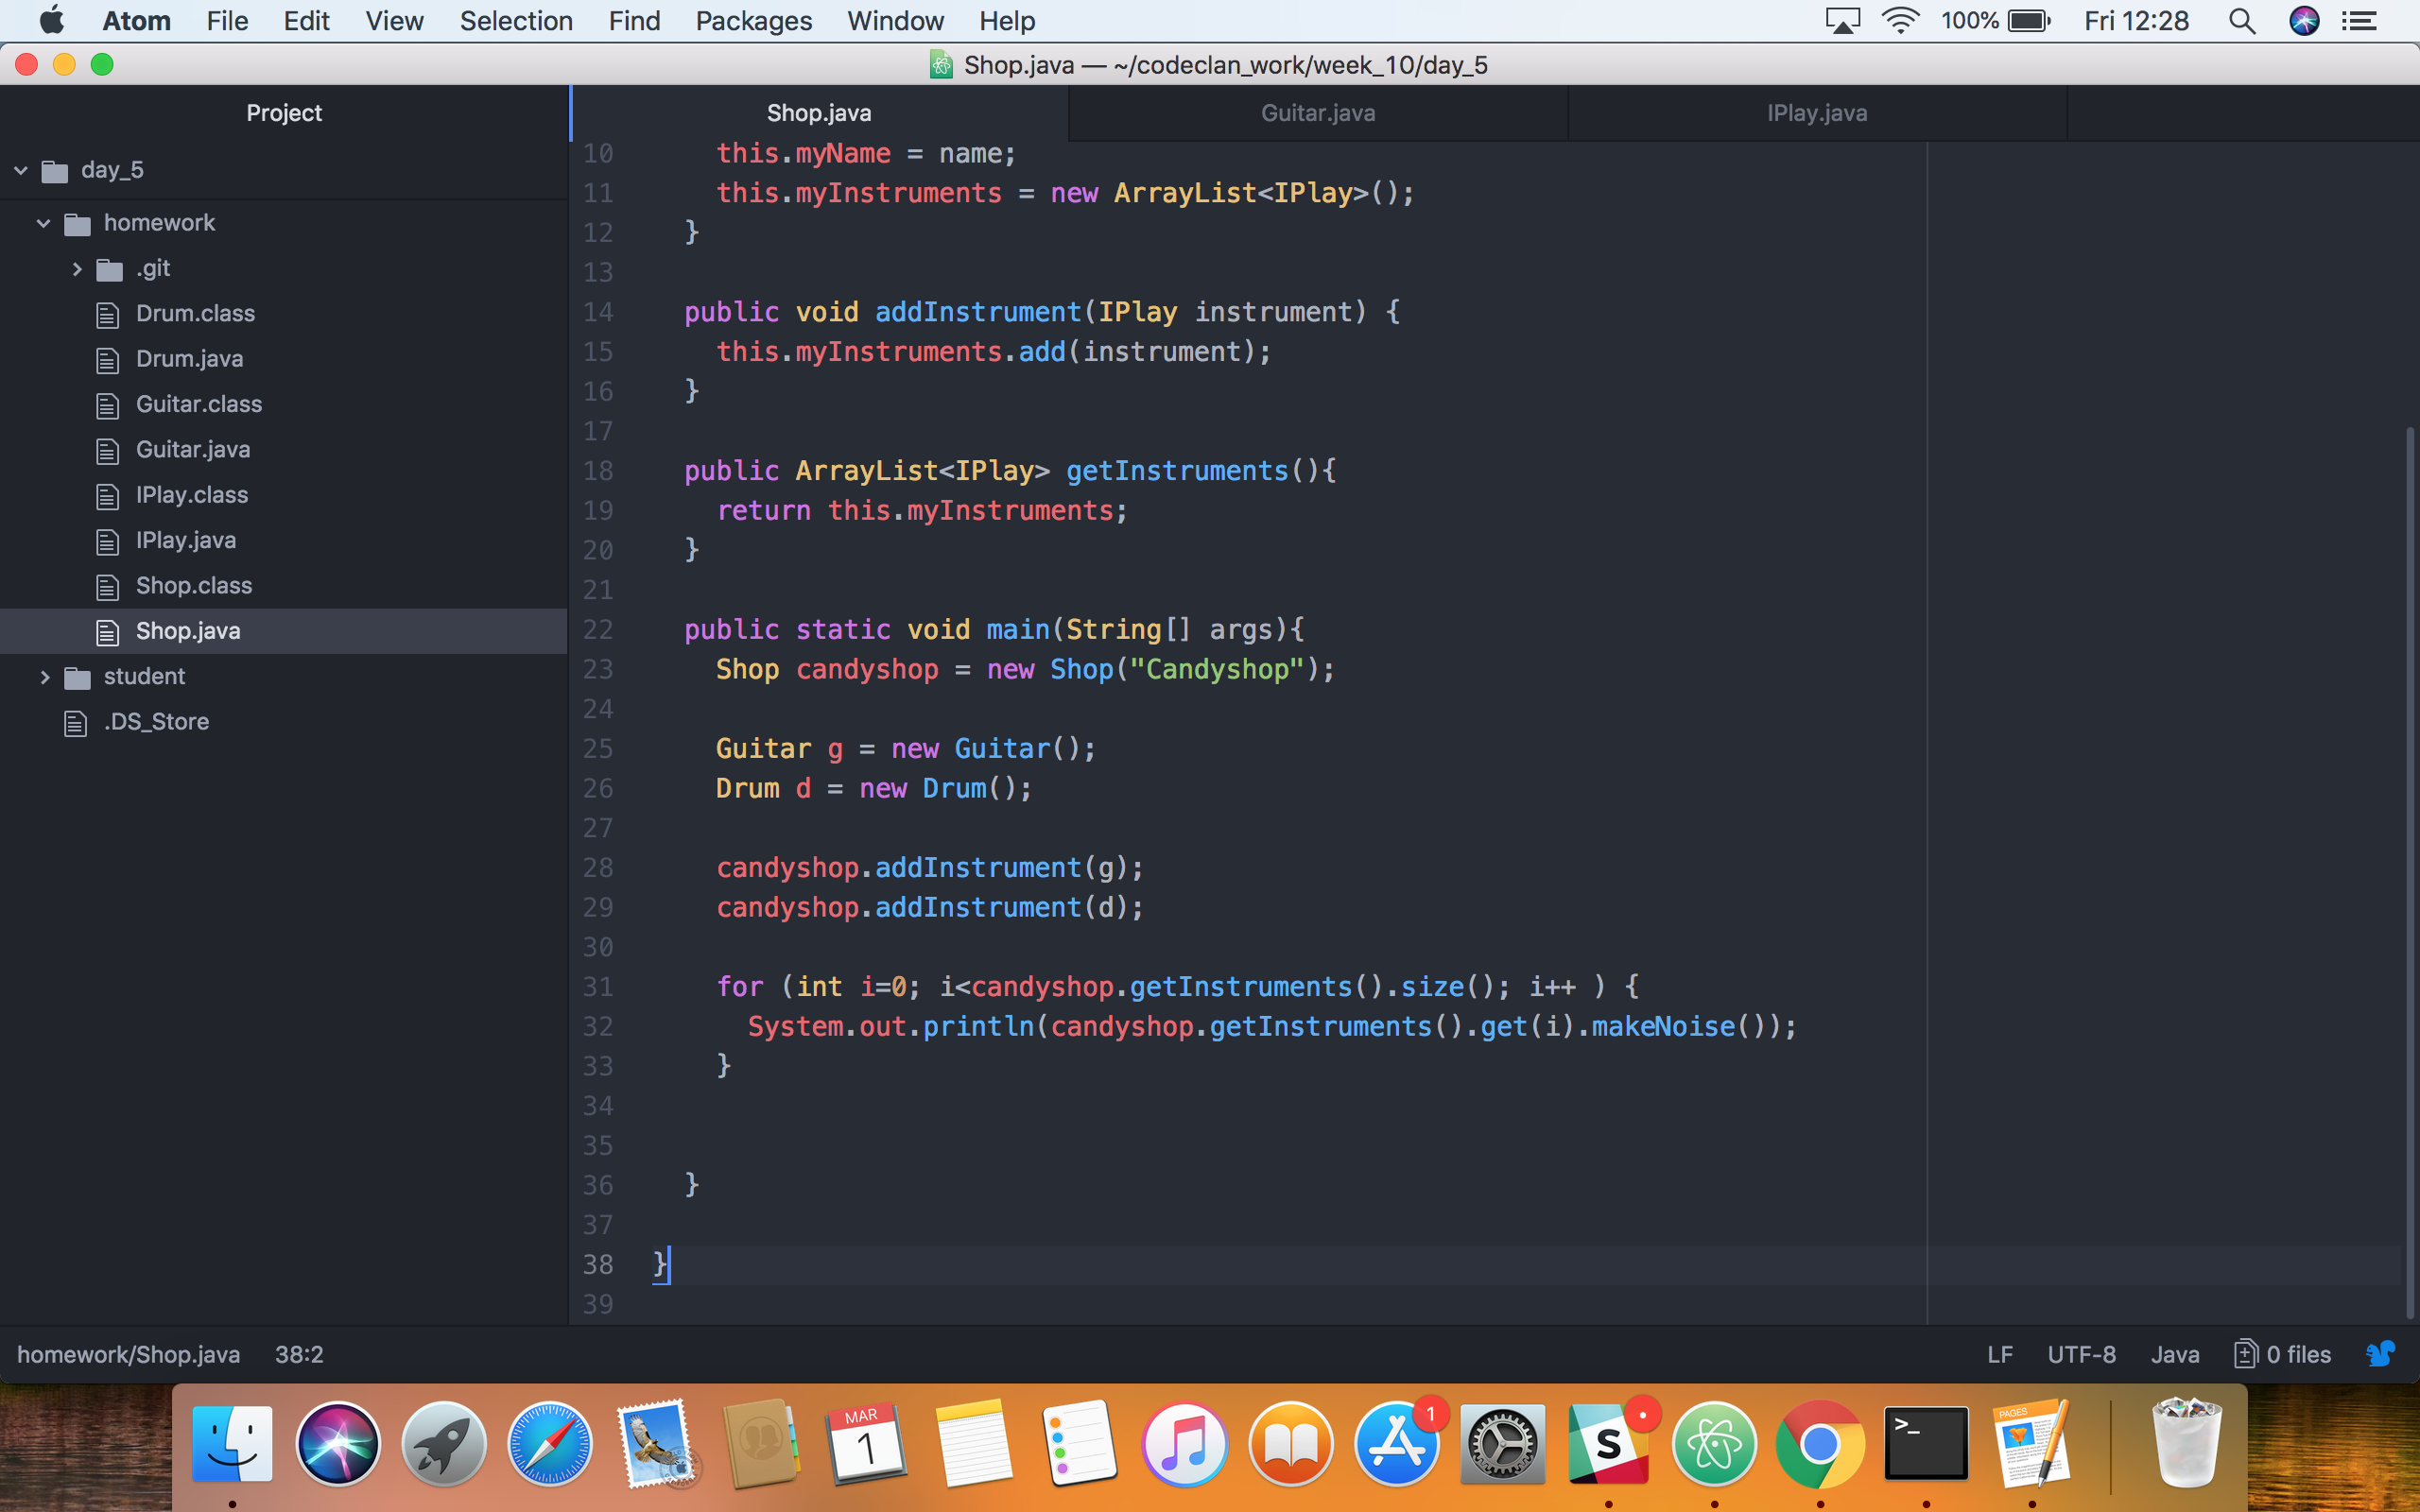 Atom File Edit View Selection Find Packages Window Help 100% Fri 12:28
Shop.java — ~/codeclan_work/week_10/day_5
Project
Shop.java Guitar.java IPlay.java
day_5
homework
.git
Drum.class
Drum.java
Guitar.class
Guitar.java
IPlay.class
IPlay.java
Shop.class
Shop.java
student
.DS_Store
10 this.myName = name;
11 this.myInstruments = new ArrayList<IPlay>();
12 }
13
14 public void addInstrument(IPlay instrument) {
15 this.myInstruments.add(instrument);
16 }
17
18 public ArrayList<IPlay> getInstruments(){
19 return this.myInstruments;
20 }
21
22 public static void main(String[] args){
23 Shop candyshop = new Shop("Candyshop");
24
25 Guitar g = new Guitar();
26 Drum d = new Drum();
27
28 candyshop.addInstrument(g);
29 candyshop.addInstrument(d);
30
31 for (int i=0; i<candyshop.getInstruments().size(); i++ ) {
32 System.out.println(candyshop.getInstruments().get(i).makeNoise());
33 }
34
35
36 }
37
38 }
39
homework/Shop.java 38:2 LF UTF-8 Java 0 files
MAR
1
1
S
>_
PAGES